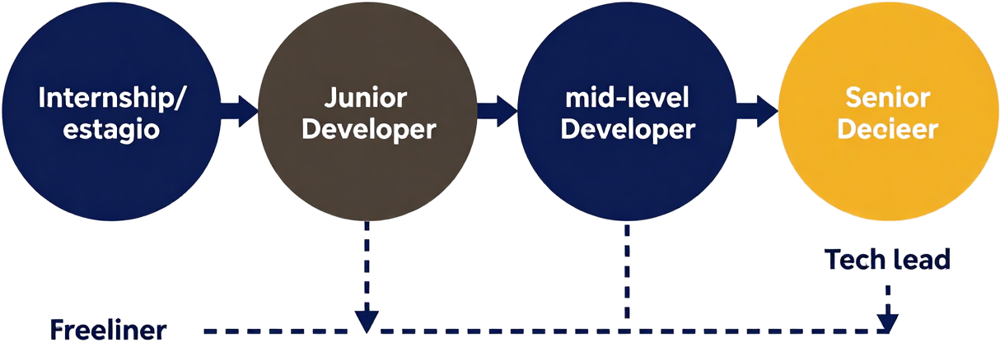 Internship/
estagio
Junior
Developer
mid-level
Developer
Senior
Decieer
Tech lead
Freeliner